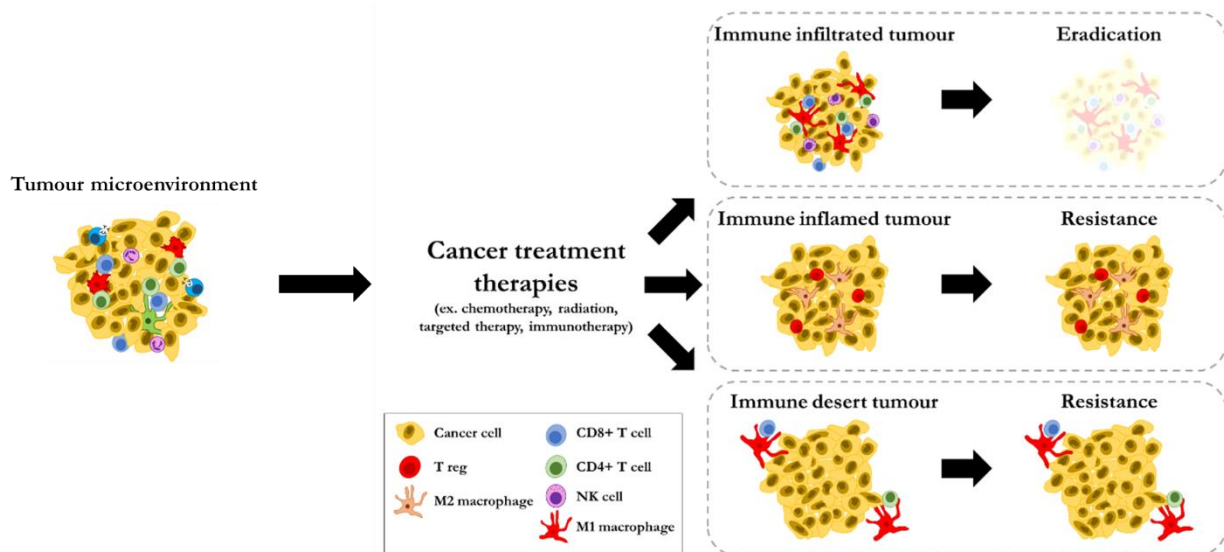 Tumour microenvironment
Cancer treatment
therapies
(ex. chemotherapy, radiation,
targeted therapy, immunotherapy)
Immune infiltrated tumour
Eradication
Immune inflamed tumour
Resistance
Immune desert tumour
Resistance
Cancer cell
T reg
M2 macrophage
CD8+ T cell
CD4+ T cell
NK cell
M1 macrophage